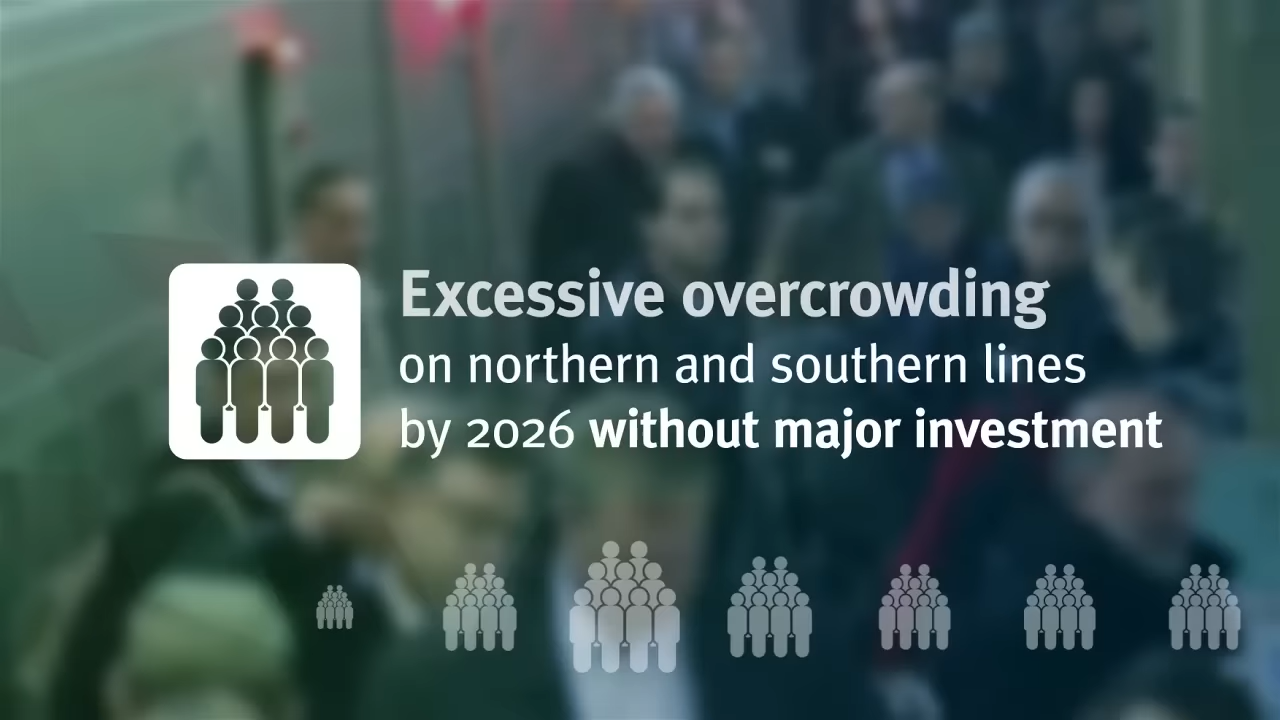 Excessive overcrowding
on northern and southern lines
by 2026 without major investment